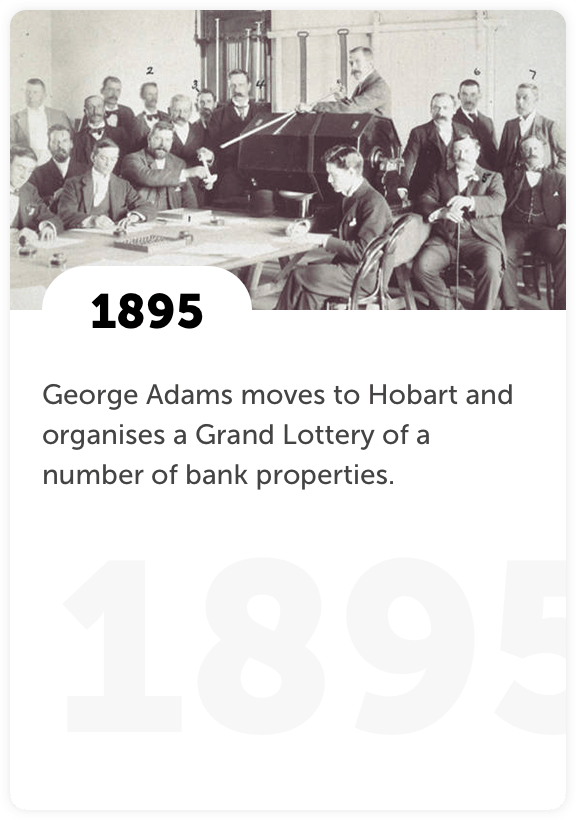 2
3
4
6
7
1895
George Adams moves to Hobart and
organises a Grand Lottery of a
number of bank properties.
1895